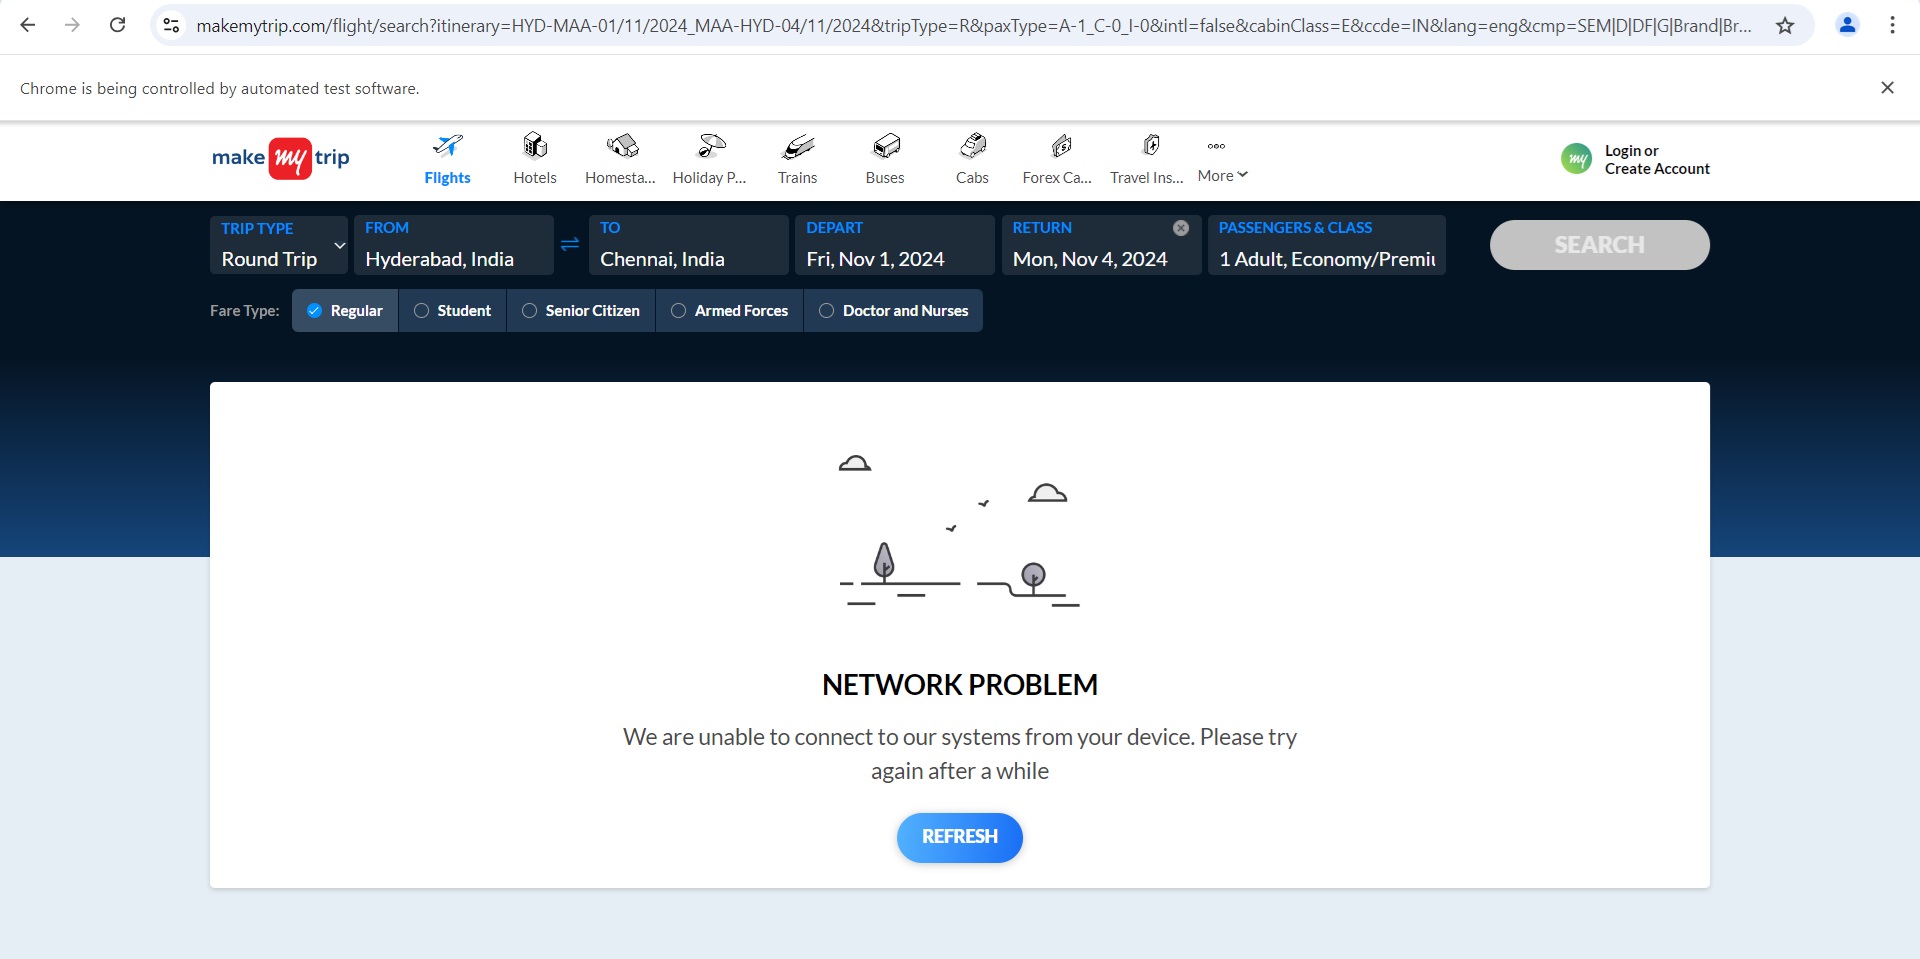 makemytrip.com/flight/search?itinerary=HYD-MAA-01/11/2024_MAA-HYD-04/11/2024&tripType=R&paxType=A-1_C-0_I-0&intl=false&cabinClass=E&ccde=IN&lang=eng&cmp=SEM|D|DF|G|Brand|Br...
Chrome is being controlled by automated test software.
make my trip
Flights
Hotels
Homesta...
Holiday P...
Trains
Buses
Cabs
Forex Ca...
Travel Ins...
More
my
Login or
Create Account
TRIP TYPE
Round Trip
FROM
Hyderabad, India
TO
Chennai, India
DEPART
Fri, Nov 1, 2024
RETURN
Mon, Nov 4, 2024
PASSENGERS & CLASS
1 Adult, Economy/Premiu
SEARCH
Fare Type:
Regular
Student
Senior Citizen
Armed Forces
Doctor and Nurses
NETWORK PROBLEM
We are unable to connect to our systems from your device. Please try
again after a while
REFRESH